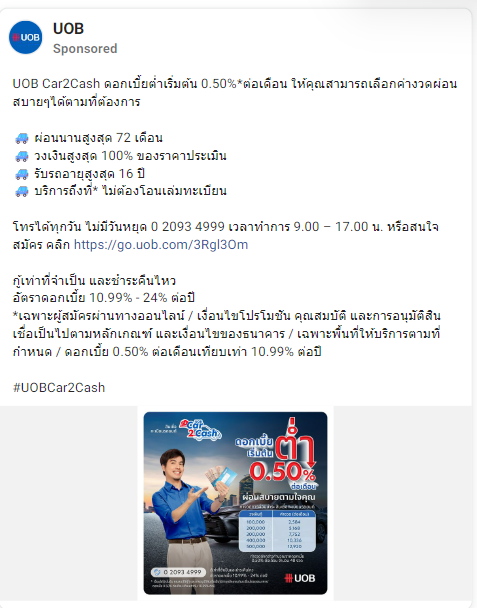 UOB
UOB
Sponsored
UOB Car2Cash ดอกเบี้ยต่ำเริ่มต้น 0.50%*ต่อเดือน ให้คุณสามารถเลือกค่างวดผ่อน
สบายๆได้ตามที่ต้องการ
ผ่อนนานสูงสุด 72 เดือน
วงเงินสูงสุด 100% ของราคาประเมิน
รับรถอายุสูงสุด 16 ปี
บริการถึงที่* ไม่ต้องโอนเล่มทะเบียน
โทรได้ทุกวัน ไม่มีวันหยุด 0 2093 4999 เวลาทำการ 9.00 – 17.00 น. หรือสนใจ
สมัคร คลิก https://go.uob.com/3Rgl3Om
กู้เท่าที่จำเป็น และชำระคืนไหว
อัตราดอกเบี้ย 10.99% - 24% ต่อปี
*เฉพาะผู้สมัครผ่านทางออนไลน์ / เงื่อนไขโปรโมชัน คุณสมบัติ และการอนุมัติสิน
เชื่อเป็นไปตามหลักเกณฑ์ และเงื่อนไขของธนาคาร / เฉพาะพื้นที่ให้บริการตามที่
กำหนด / ดอกเบี้ย 0.50% ต่อเดือนเทียบเท่า 10.99% ต่อปี
#UOBCar2Cash
Car
2Cash
ดอกเบี้ย
เริ่มต้น
ต่ำ
0.50%
ต่อเดือน
ผ่อนสบายตามใจคุณ
100,000 2,584
200,000 5,168
300,000 7,752
400,000 10,336
500,000 12,920
0 2093 4999
UOB